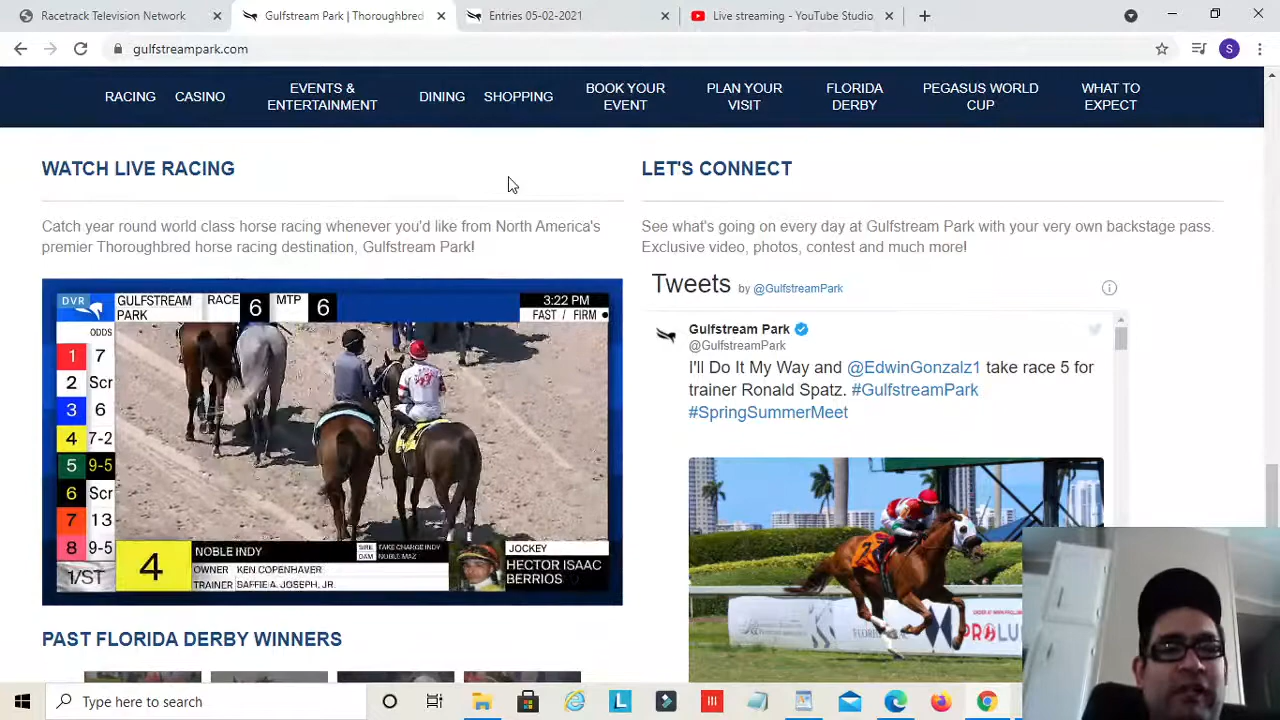 Racetrack Television Network
Gulfstream Park | Thoroughbred
Entries 05-02-2021
Live streaming - YouTube Studio
gulfstreampark.com
S
RACING
CASINO
EVENTS &
ENTERTAINMENT
DINING
SHOPPING
BOOK YOUR
EVENT
PLAN YOUR
VISIT
FLORIDA
DERBY
PEGASUS WORLD
CUP
WHAT TO
EXPECT
WATCH LIVE RACING
Catch year round world class horse racing whenever you'd like from North America's
premier Thoroughbred horse racing destination, Gulfstream Park!
DVR
GULFSTREAM
PARK
RACE 6 MTP 6
3:22 PM
FAST / FIRM
ODDS
1 7
2 Scr
3 6
4 7-2
5 9-5
6 Scr
7 13
8 9-5
1/ST
4
NOBLE INDY
SIRE TAKE CHARGE INDY
DAM NOBLE MAZ
OWNER KEN COPENHAVER
TRAINER SAFFIE A. JOSEPH, JR.
JOCKEY
HECTOR ISAAC
BERRIOS
PAST FLORIDA DERBY WINNERS
LET'S CONNECT
See what's going on every day at Gulfstream Park with your very own backstage pass.
Exclusive video, photos, contest and much more!
Tweets by @GulfstreamPark
Gulfstream Park
@GulfstreamPark
I'll Do It My Way and @EdwinGonzalz1 take race 5 for
trainer Ronald Spatz. #GulfstreamPark
#SpringSummerMeet
Type here to search